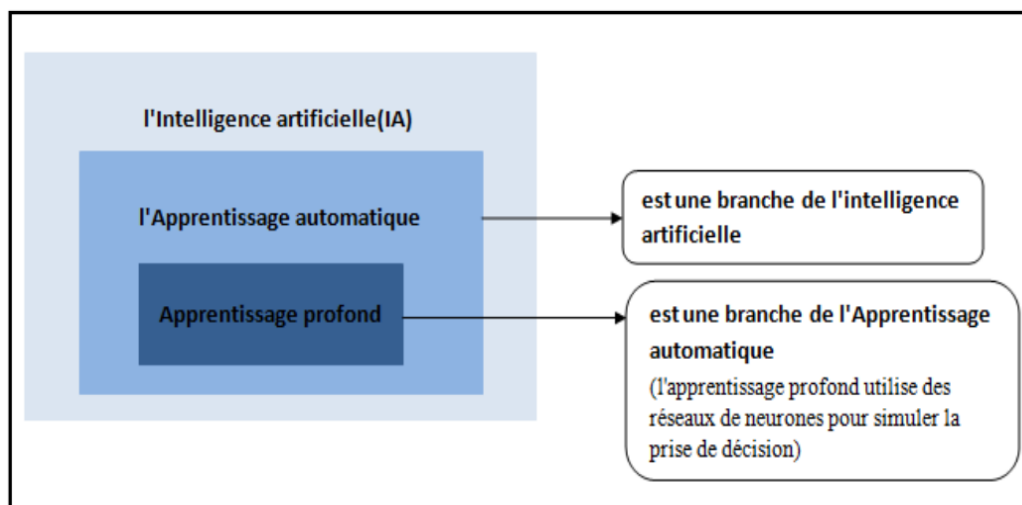 l'Intelligence artificielle(IA)
l'Apprentissage automatique
Apprentissage profond
est une branche de l'intelligence
artificielle
est une branche de l'Apprentissage
automatique
(l'apprentissage profond utilise des
réseaux de neurones pour simuler la
prise de décision)